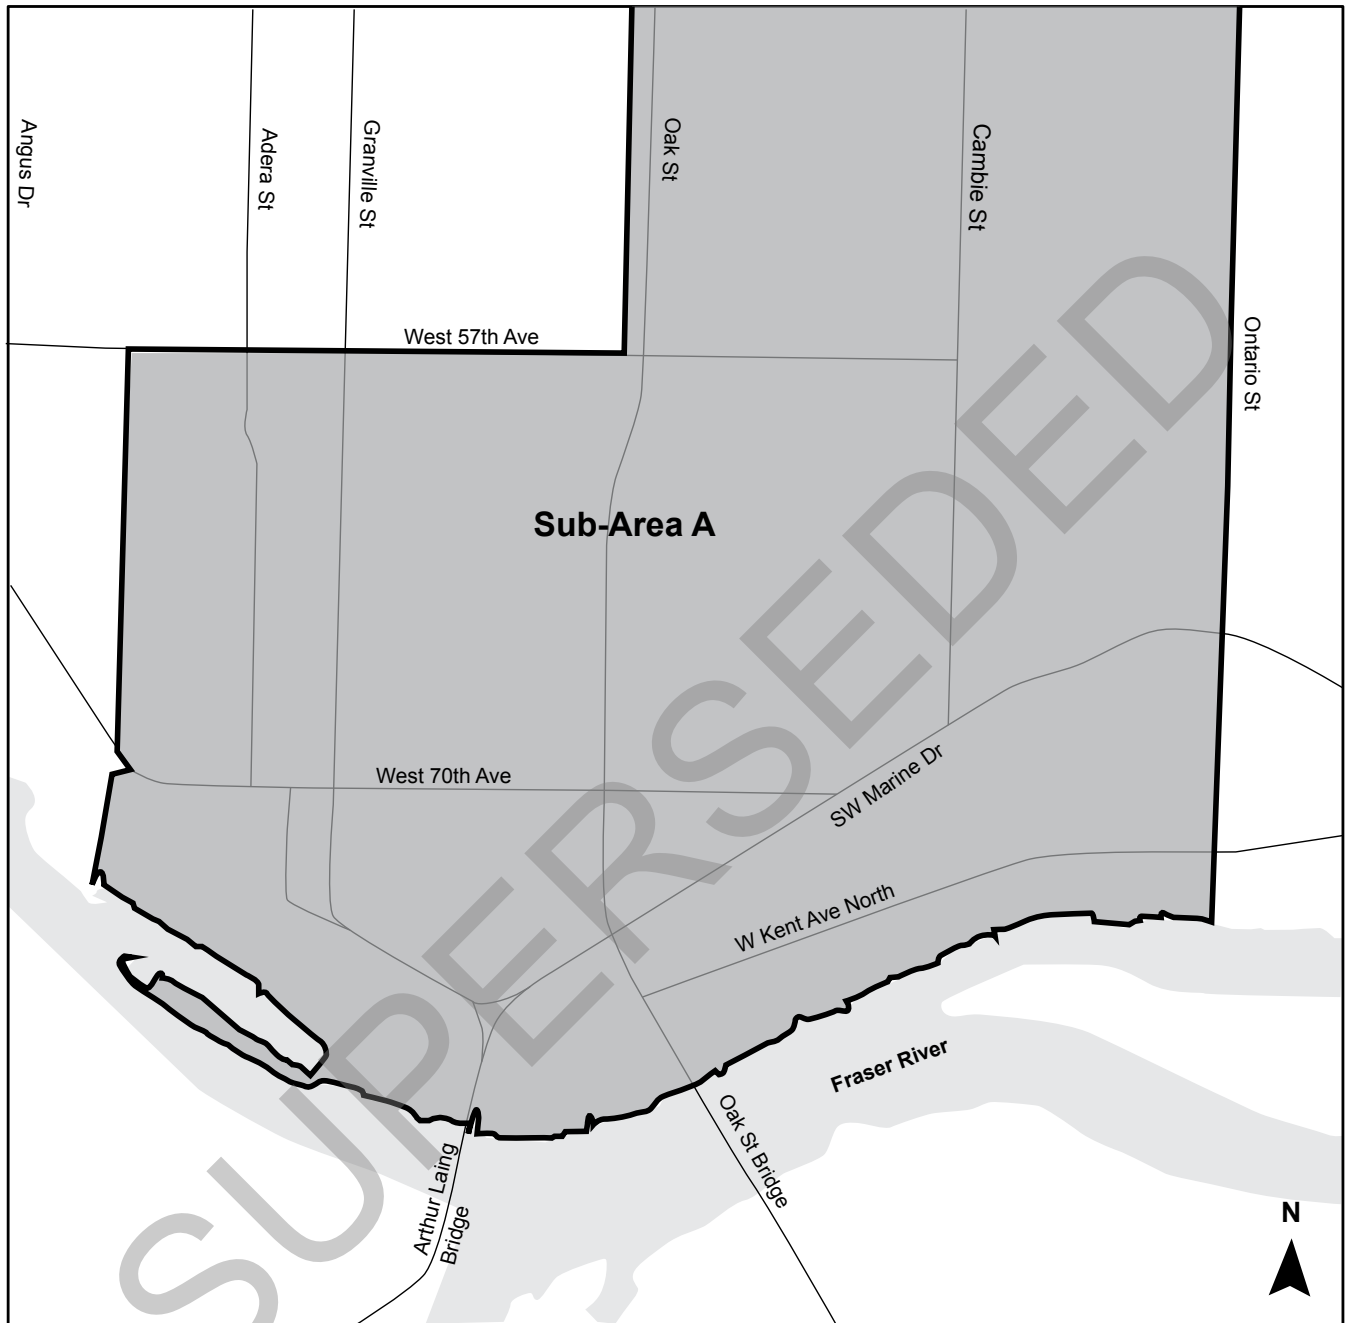 Angus Dr
Adera St
Granville St
Oak St
Cambie St
Ontario St
West 57th Ave
Sub-Area A
West 70th Ave
SW Marine Dr
W Kent Ave North
Fraser River
Oak St Bridge
Arthur Laing
Bridge
N
SUPERSEDED